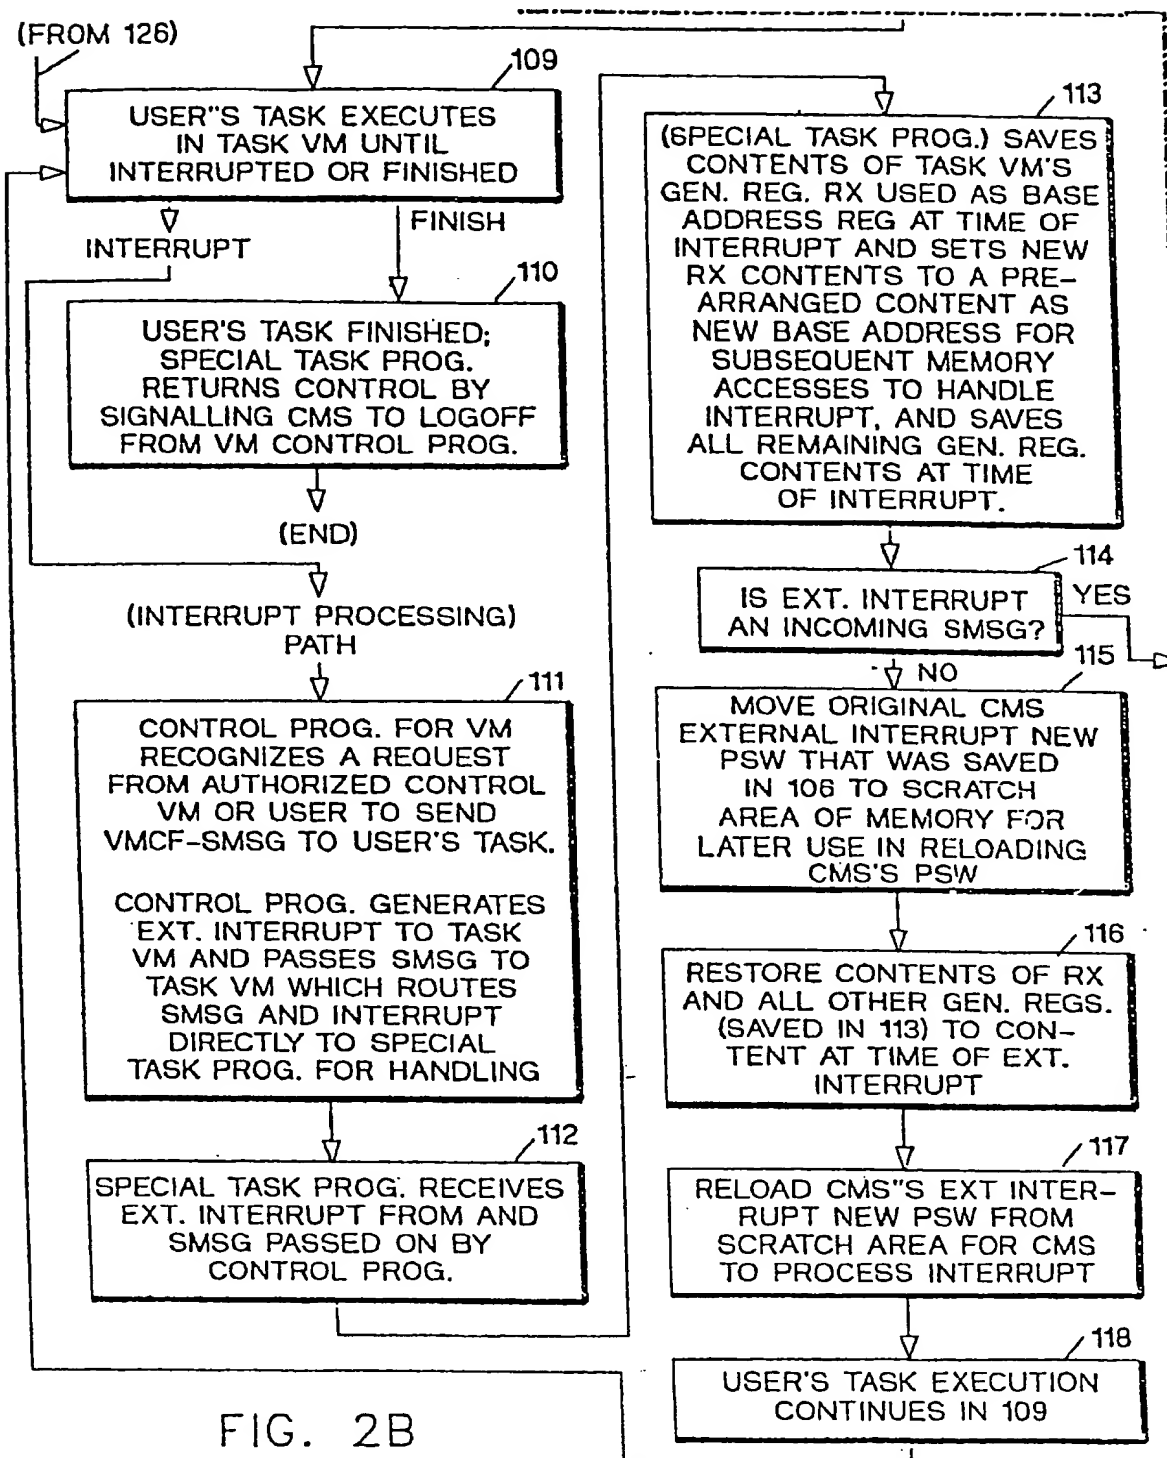 (FROM 126)
109
USER"S TASK EXECUTES
IN TASK VM UNTIL
INTERRUPTED OR FINISHED
INTERRUPT
FINISH
110
USER'S TASK FINISHED;
SPECIAL TASK PROG.
RETURNS CONTROL BY
SIGNALLING CMS TO LOGOFF
FROM VM CONTROL PROG.
(END)
(INTERRUPT PROCESSING)
PATH
111
CONTROL PROG. FOR VM
RECOGNIZES A REQUEST
FROM AUTHORIZED CONTROL
VM OR USER TO SEND
VMCF-SMSG TO USER'S TASK.
CONTROL PROG. GENERATES
EXT. INTERRUPT TO TASK
VM AND PASSES SMSG TO
TASK VM WHICH ROUTES
SMSG AND INTERRUPT
DIRECTLY TO SPECIAL
TASK PROG. FOR HANDLING
112
SPECIAL TASK PROG. RECEIVES
EXT. INTERRUPT FROM AND
SMSG PASSED ON BY
CONTROL PROG.
113
(SPECIAL TASK PROG.) SAVES
CONTENTS OF TASK VM'S
GEN. REG. RX USED AS BASE
ADDRESS REG AT TIME OF
INTERRUPT AND SETS NEW
RX CONTENTS TO A PRE-
ARRANGED CONTENT AS
NEW BASE ADDRESS FOR
SUBSEQUENT MEMORY
ACCESSES TO HANDLE
INTERRUPT, AND SAVES
ALL REMAINING GEN. REG.
CONTENTS AT TIME
OF INTERRUPT.
114
IS EXT. INTERRUPT
AN INCOMING SMSG?
YES
NO
115
MOVE ORIGINAL CMS
EXTERNAL INTERRUPT NEW
PSW THAT WAS SAVED
IN 106 TO SCRATCH
AREA OF MEMORY FOR
LATER USE IN RELOADING
CMS'S PSW
116
RESTORE CONTENTS OF RX
AND ALL OTHER GEN. REGS.
(SAVED IN 113) TO CON-
TENT AT TIME OF EXT.
INTERRUPT
117
RELOAD CMS"S EXT INTER-
RUPT NEW PSW FROM
SCRATCH AREA FOR CMS
TO PROCESS INTERRUPT
118
USER'S TASK EXECUTION
CONTINUES IN 109
FIG. 2B